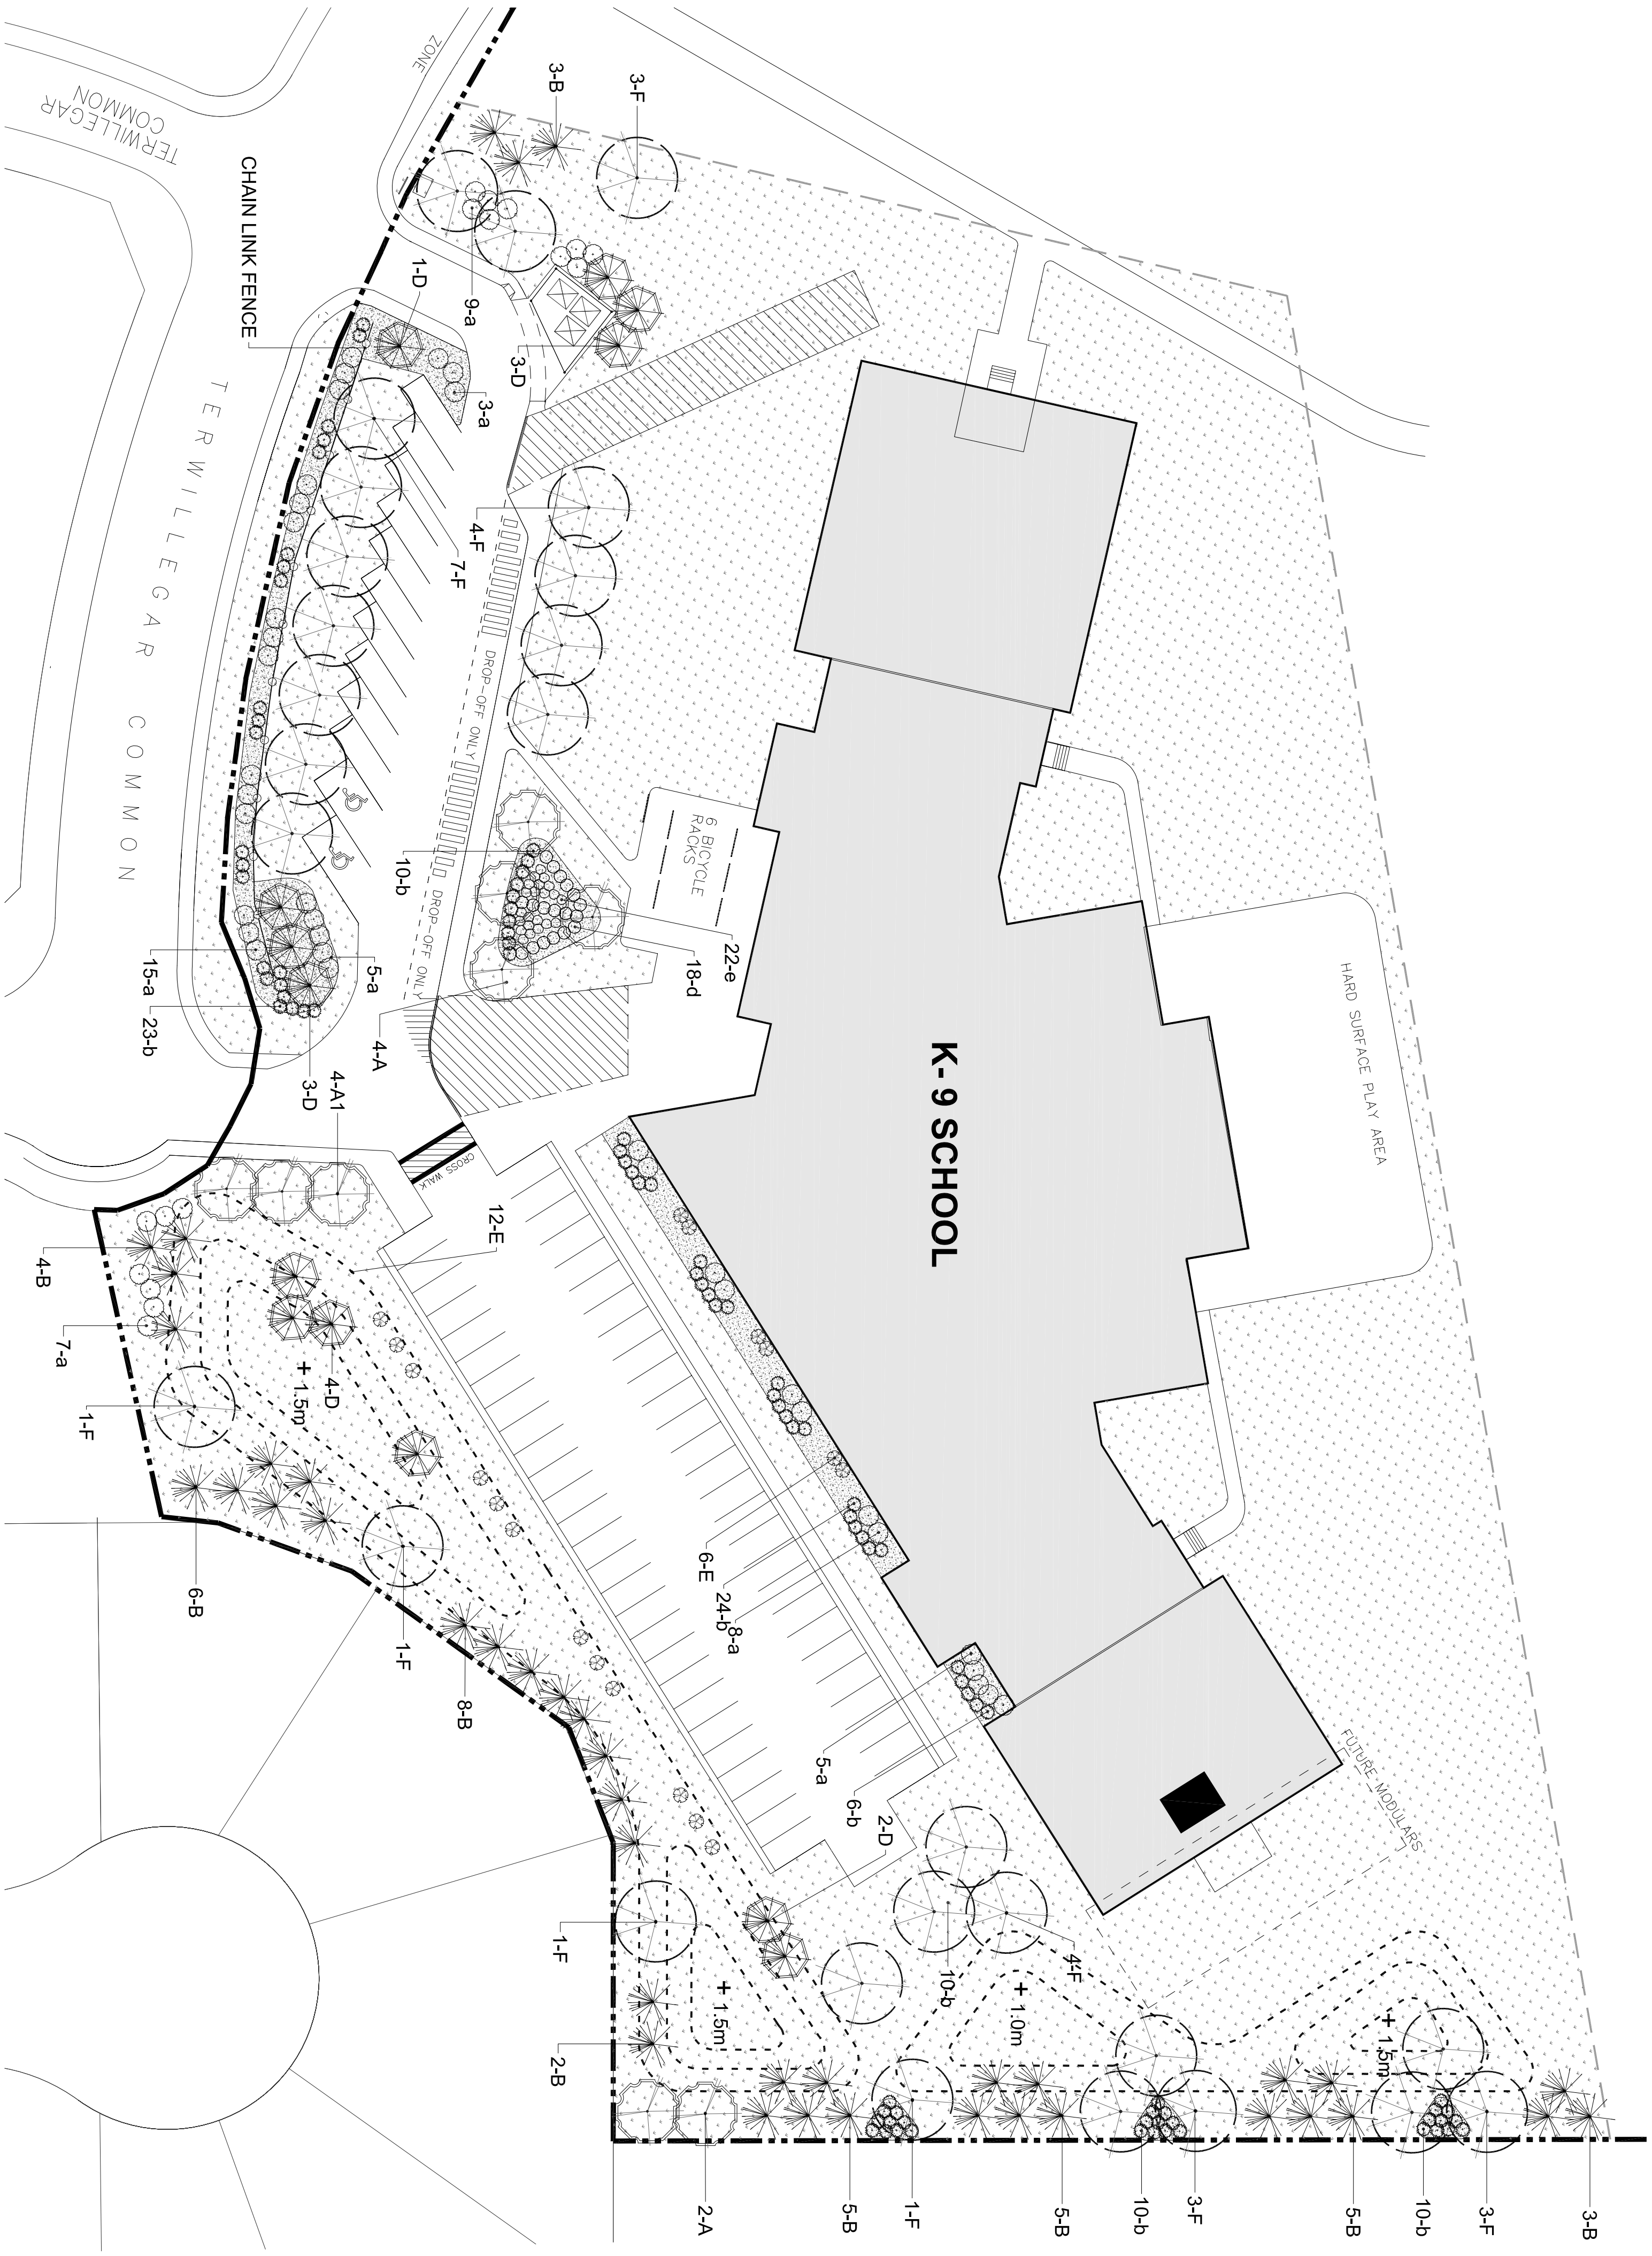 ZONE
3-B
3-F
TERWILLEGAR
COMMON
CHAIN LINK FENCE
1-D
9-a
3-D
3-a
TERWILLEGAR COMMON
4-F
7-F
DROP-OFF ONLY
6 BICYCLE
RACKS
10-b
DROP-OFF ONLY
22-e
18-d
5-a
15-a
23-b
4-A
3-D
4-A1
HARD SURFACE PLAY AREA
K- 9 SCHOOL
CROSS WALK
12-E
4-B
7-a
4-D
+ 1.5m
1-F
6-B
1-F
8-B
6-E
24-b
8-a
5-a
6-b
2-D
FUTURE MODULARS
1-F
2-B
+ 1.5m
10-b
4-F
+ 1.0m
+ 1.5m
2-A
5-B
1-F
5-B
10-b
3-F
5-B
10-b
3-F
3-B